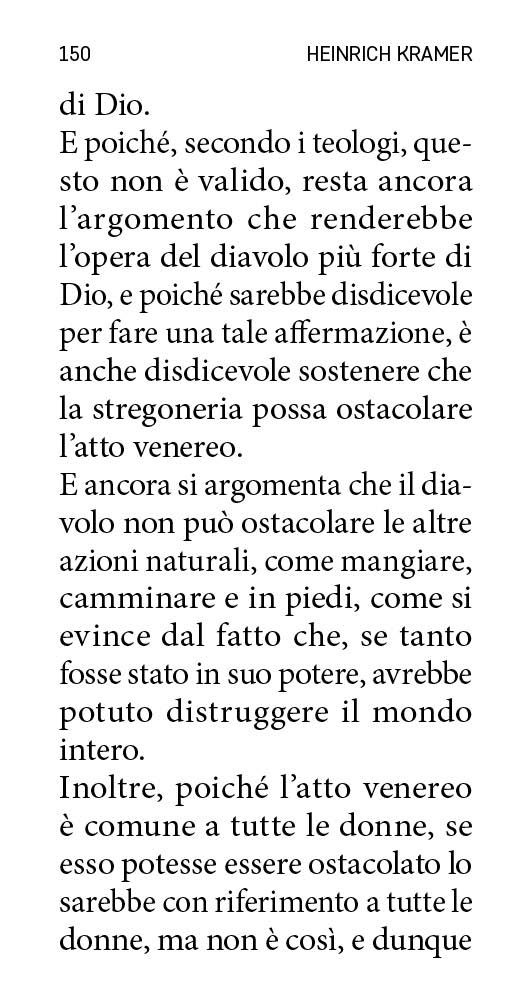 150 HEINRICH KRAMER
di Dio.
E poiché, secondo i teologi, que-
sto non è valido, resta ancora
l’argomento che renderebbe
l’opera del diavolo più forte di
Dio, e poiché sarebbe disdicevole
per fare una tale affermazione, è
anche disdicevole sostenere che
la stregoneria possa ostacolare
l’atto venereo.
E ancora si argomenta che il dia-
volo non può ostacolare le altre
azioni naturali, come mangiare,
camminare e in piedi, come si
evince dal fatto che, se tanto
fosse stato in suo potere, avrebbe
potuto distruggere il mondo
intero.
Inoltre, poiché l’atto venereo
è comune a tutte le donne, se
esso potesse essere ostacolato lo
sarebbe con riferimento a tutte le
donne, ma non è così, e dunque